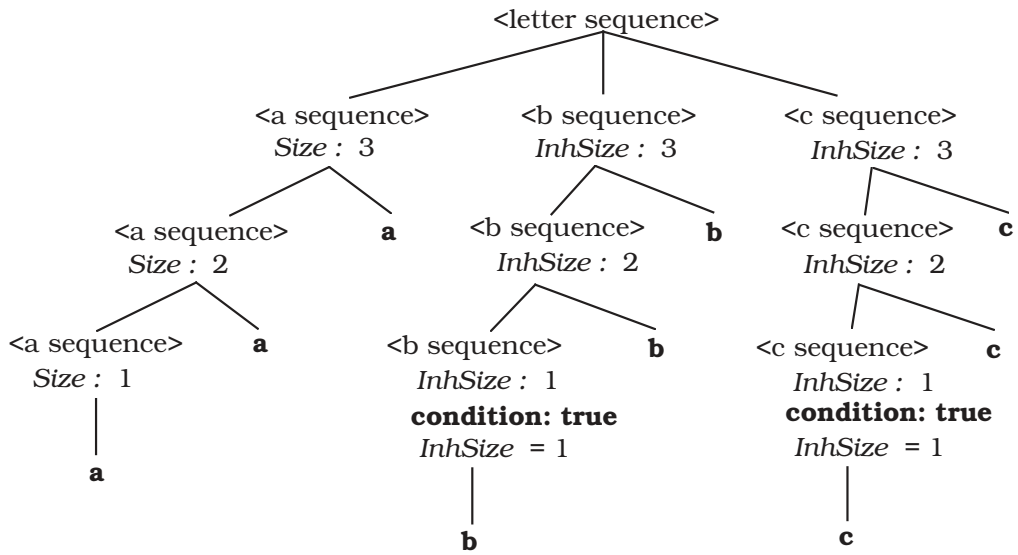 <letter sequence>
<a sequence> <b sequence> <c sequence>
Size : 3 InhSize : 3 InhSize : 3
<a sequence> a <b sequence> b <c sequence> c
Size : 2 InhSize : 2 InhSize : 2
<a sequence> a <b sequence> b <c sequence> c
Size : 1 InhSize : 1 InhSize : 1
condition: true condition: true
InhSize = 1 InhSize = 1
a
b c